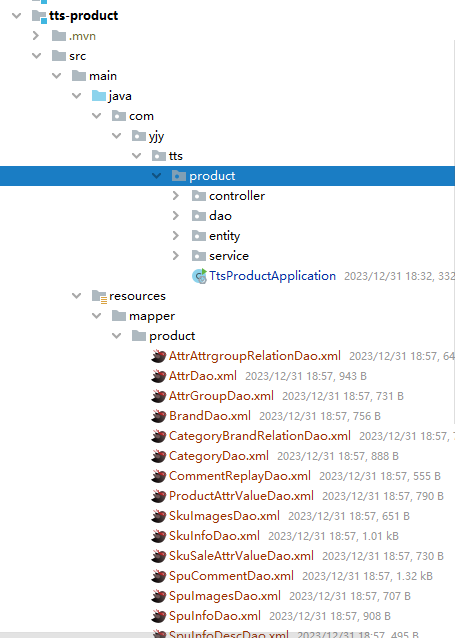 tts-product
.mvn
src
main
java
com
yjy
tts
product
controller
dao
entity
service
TtsProductApplication 2023/12/31 18:32, 332
resources
mapper
product
AttrAttrgroupRelationDao.xml 2023/12/31 18:57, 64
AttrDao.xml 2023/12/31 18:57, 943 B
AttrGroupDao.xml 2023/12/31 18:57, 731 B
BrandDao.xml 2023/12/31 18:57, 756 B
CategoryBrandRelationDao.xml 2023/12/31 18:57, 7
CategoryDao.xml 2023/12/31 18:57, 888 B
CommentReplayDao.xml 2023/12/31 18:57, 555 B
ProductAttrValueDao.xml 2023/12/31 18:57, 790 B
SkuImagesDao.xml 2023/12/31 18:57, 651 B
SkuInfoDao.xml 2023/12/31 18:57, 1.01 kB
SkuSaleAttrValueDao.xml 2023/12/31 18:57, 730 B
SpuCommentDao.xml 2023/12/31 18:57, 1.32 kB
SpuImagesDao.xml 2023/12/31 18:57, 707 B
SpuInfoDao.xml 2023/12/31 18:57, 908 B
SpuInfoDescDao.xml 2023/12/31 18:57, 495 B